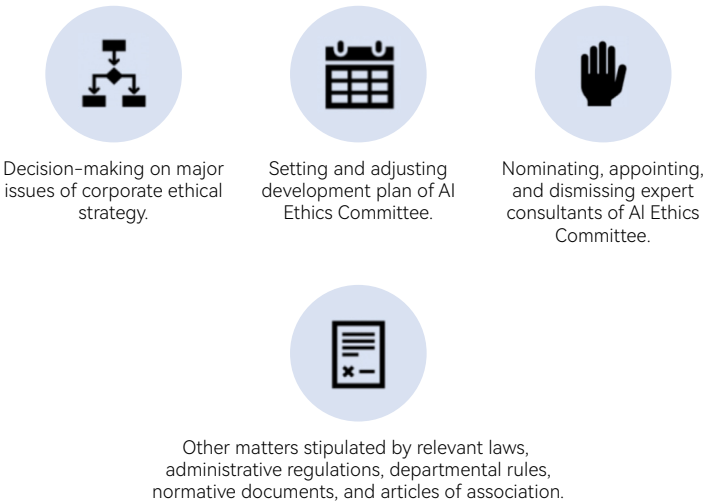 Decision-making on major
issues of corporate ethical
strategy.
Setting and adjusting
development plan of AI
Ethics Committee.
Nominating, appointing,
and dismissing expert
consultants of AI Ethics
Committee.
Other matters stipulated by relevant laws,
administrative regulations, departmental rules,
normative documents, and articles of association.